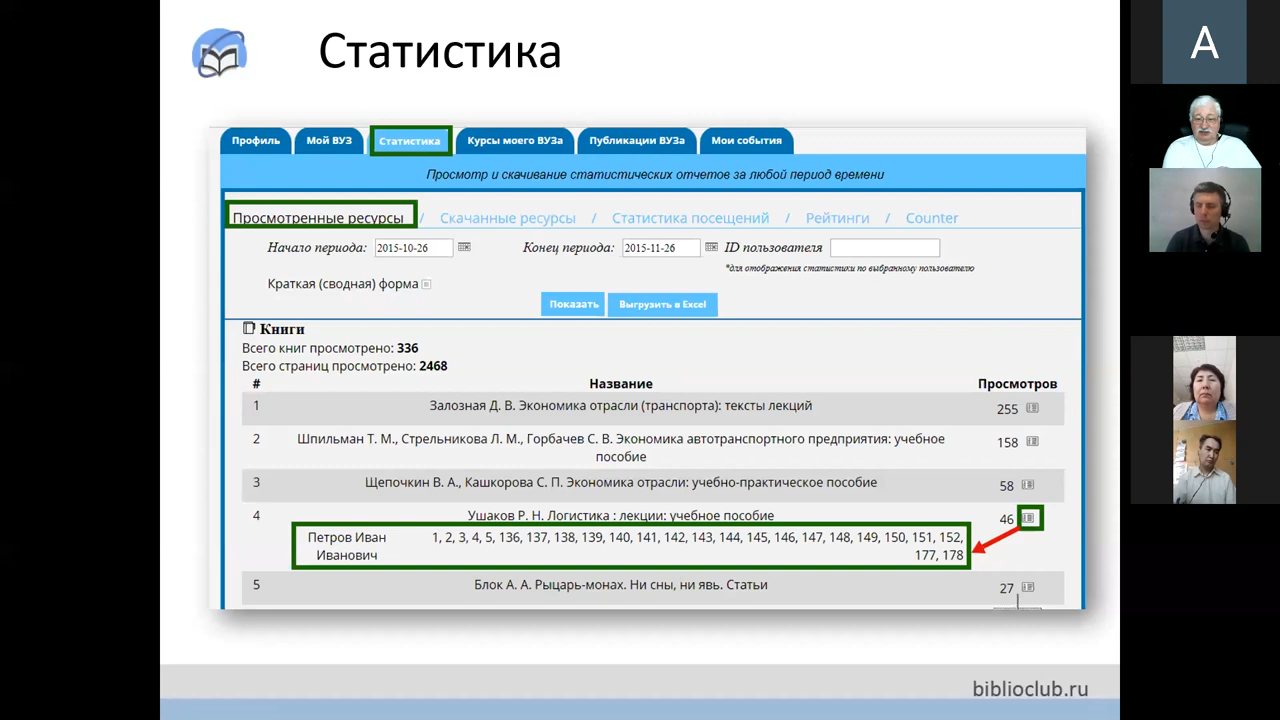 Статистика
A
Профиль
Мой ВУЗ
Статистика
Курсы моего ВУЗа
Публикации ВУЗа
Мои события
Просмотр и скачивание статистических отчетов за любой период времени
Просмотренные ресурсы / Скачанные ресурсы / Статистика посещений / Рейтинги / Counter
Начало периода: 2015-10-26 Конец периода: 2015-11-26 ID пользователя
*для отображения статистики по выбранному пользователю
Краткая (сводная) форма
Показать Выгрузить в Excel
Книги
Всего книг просмотрено: 336
Всего страниц просмотрено: 2468
# Название Просмотров
1 Залозная Д. В. Экономика отрасли (транспорта): тексты лекций 255
2 Шпильман Т. М., Стрельникова Л. М., Горбачев С. В. Экономика автотранспортного предприятия: учебное 158
пособие
3 Щепочкин В. А., Кашкорова С. П. Экономика отрасли: учебно-практическое пособие 58
4 Ушаков Р. Н. Логистика : лекции: учебное пособие 46
Петров Иван 1, 2, 3, 4, 5, 136, 137, 138, 139, 140, 141, 142, 143, 144, 145, 146, 147, 148, 149, 150, 151, 152,
Иванович 177, 178
5 Блок А. А. Рыцарь-монах. Ни сны, ни явь. Статьи 27
biblioclub.ru